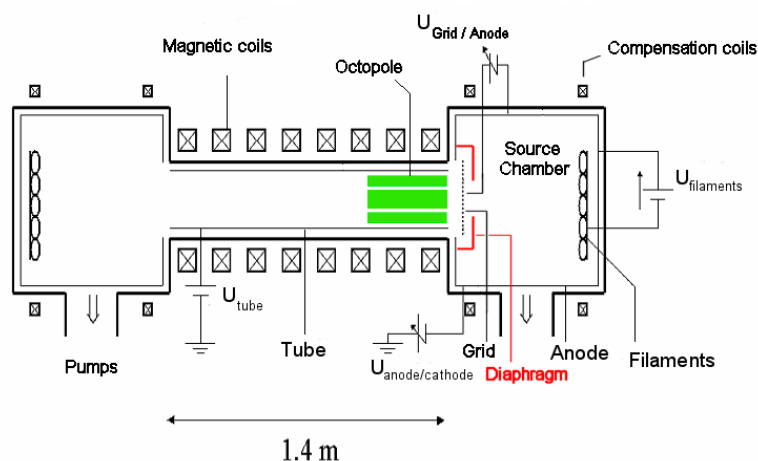 U Grid / Anode
Magnetic coils
Compensation coils
Octopole
Source
Chamber
U filaments
U tube
Pumps
Tube
U anode/cathode
Grid
Diaphragm
Anode
Filaments
1.4 m